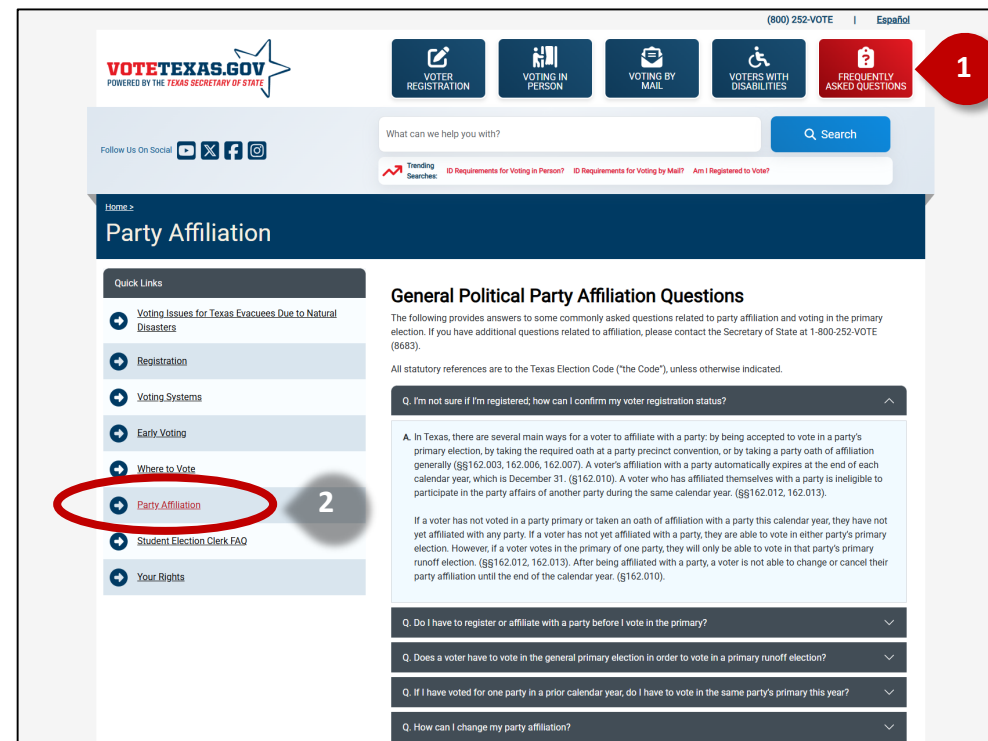 (800) 252-VOTE | Español
VOTETEXAS.GOV
POWERED BY THE TEXAS SECRETARY OF STATE
VOTER
REGISTRATION
VOTING IN
PERSON
VOTING BY
MAIL
VOTERS WITH
DISABILITIES
FREQUENTLY
ASKED QUESTIONS
1
Follow Us On Social
What can we help you with?
Search
Trending
Searches:
ID Requirements for Voting in Person? ID Requirements for Voting by Mail? Am I Registered to Vote?
Home >
Party Affiliation
Quick Links
Voting Issues for Texas Evacuees Due to Natural
Disasters
Registration
Voting Systems
Early Voting
Where to Vote
Party Affiliation
2
Student Election Clerk FAQ
Your Rights
General Political Party Affiliation Questions
The following provides answers to some commonly asked questions related to party affiliation and voting in the primary
election. If you have additional questions related to affiliation, please contact the Secretary of State at 1-800-252-VOTE
(8683).
All statutory references are to the Texas Election Code ("the Code"), unless otherwise indicated.
Q. I'm not sure if I'm registered; how can I confirm my voter registration status?
A. In Texas, there are several main ways for a voter to affiliate with a party: by being accepted to vote in a party's
primary election, by taking the required oath at a party precinct convention, or by taking a party oath of affiliation
generally (§§162.003, 162.006, 162.007). A voter's affiliation with a party automatically expires at the end of each
calendar year, which is December 31. (§162.010). A voter who has affiliated themselves with a party is ineligible to
participate in the party affairs of another party during the same calendar year. (§§162.012, 162.013).
If a voter has not voted in a party primary or taken an oath of affiliation with a party this calendar year, they have not
yet affiliated with any party. If a voter has not yet affiliated with a party, they are able to vote in either party's primary
election. However, if a voter votes in the primary of one party, they will only be able to vote in that party's primary
runoff election. (§§162.012, 162.013). After being affiliated with a party, a voter is not able to change or cancel their
party affiliation until the end of the calendar year. (§162.010).
Q. Do I have to register or affiliate with a party before I vote in the primary?
Q. Does a voter have to vote in the general primary election in order to vote in a primary runoff election?
Q. If I have voted for one party in a prior calendar year, do I have to vote in the same party's primary this year?
Q. How can I change my party affiliation?